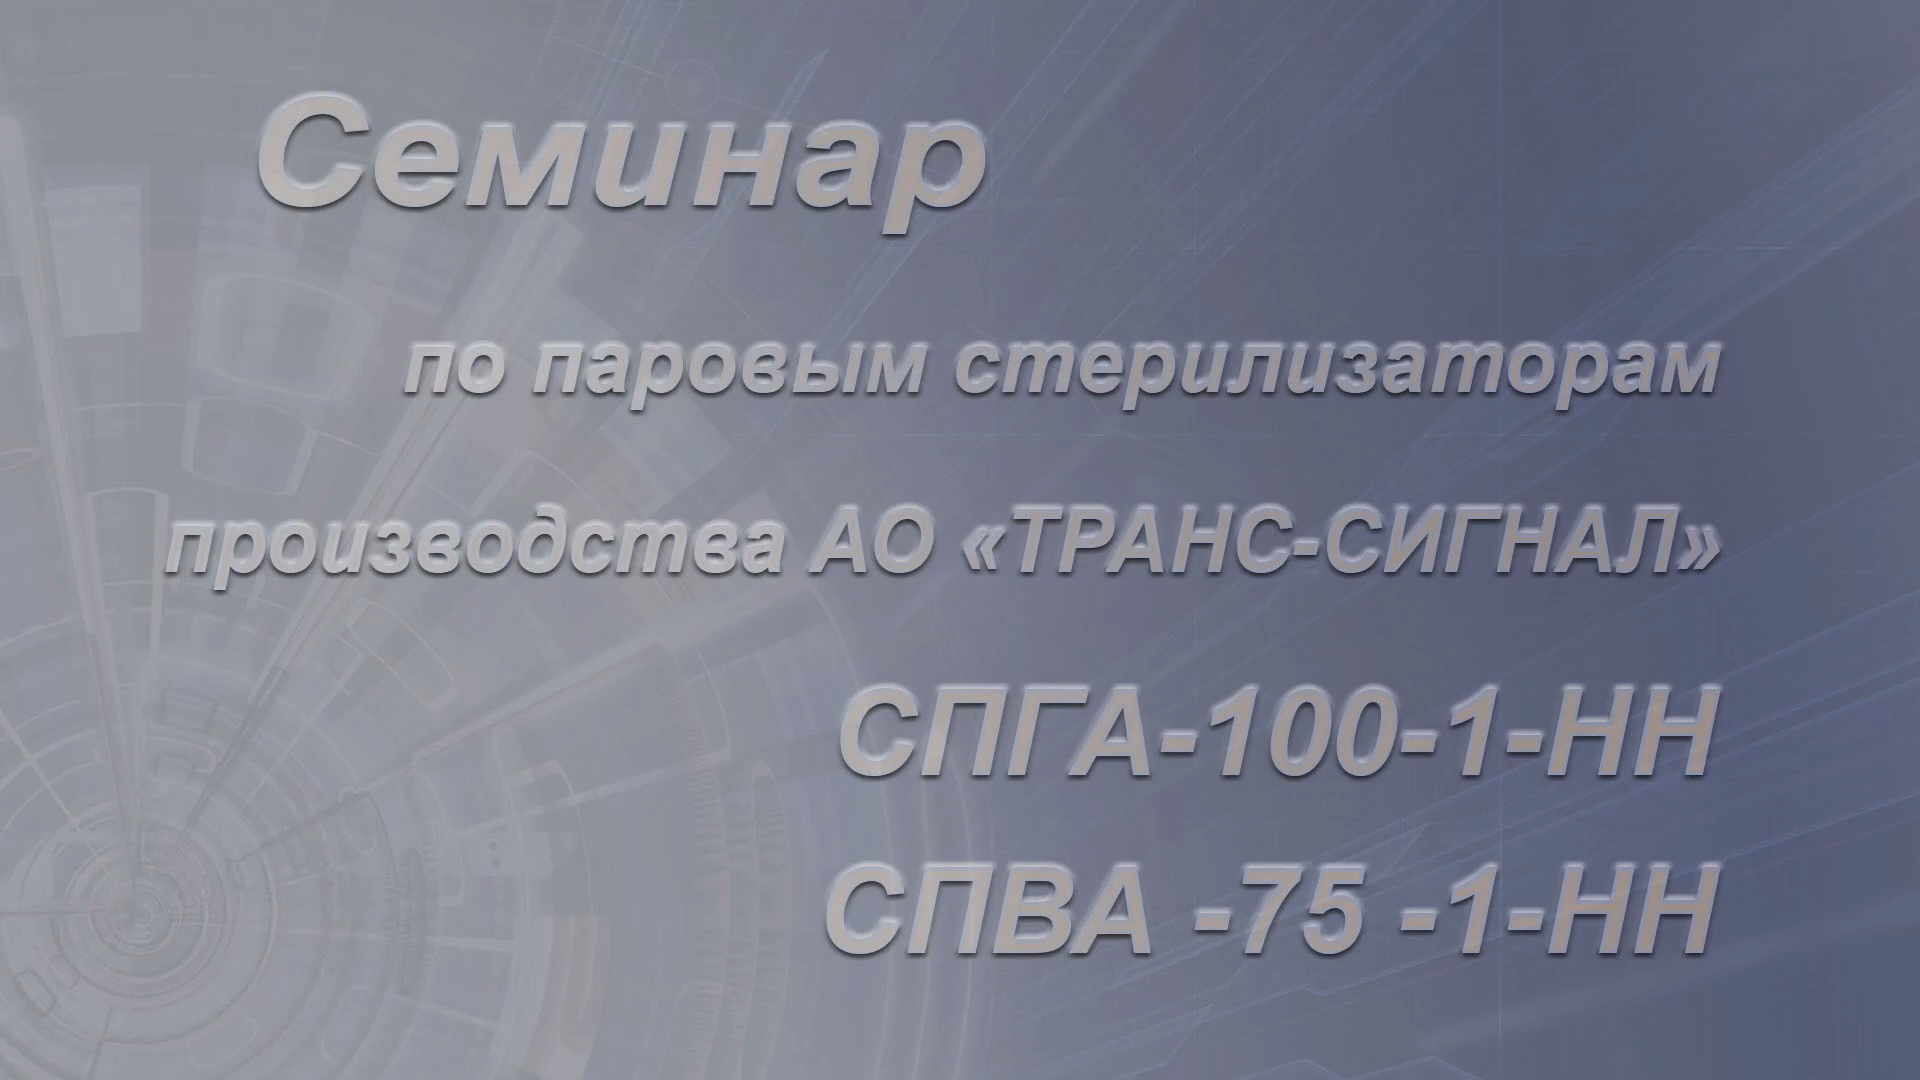 Семинар
по паровым стерилизаторам
производства АО «ТРАНС-СИГНАЛ»
СПГА-100-1-НН
СПВА -75 -1-НН